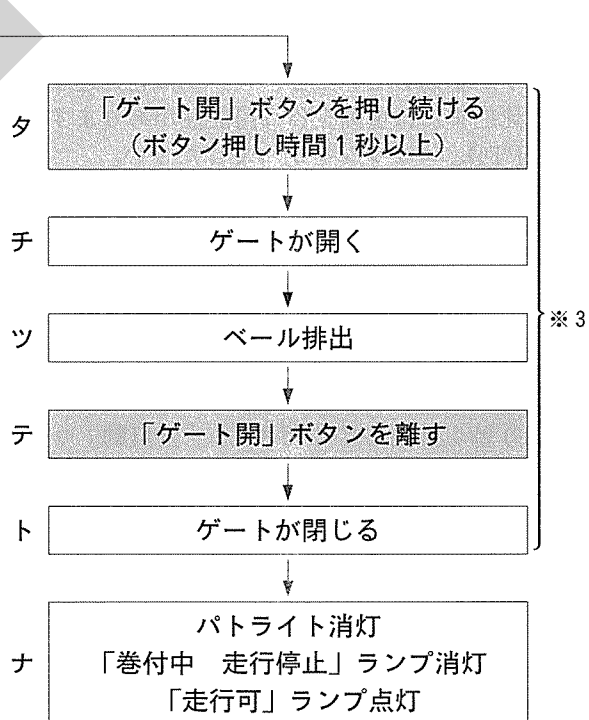 タ
「ゲート開」ボタンを押し続ける
（ボタン押し時間1秒以上）
チ
ゲートが開く
ツ
ベール排出
※3
テ
「ゲート開」ボタンを離す
ト
ゲートが閉じる
ナ
パトライト消灯
「巻付中　走行停止」ランプ消灯
「走行可」ランプ点灯